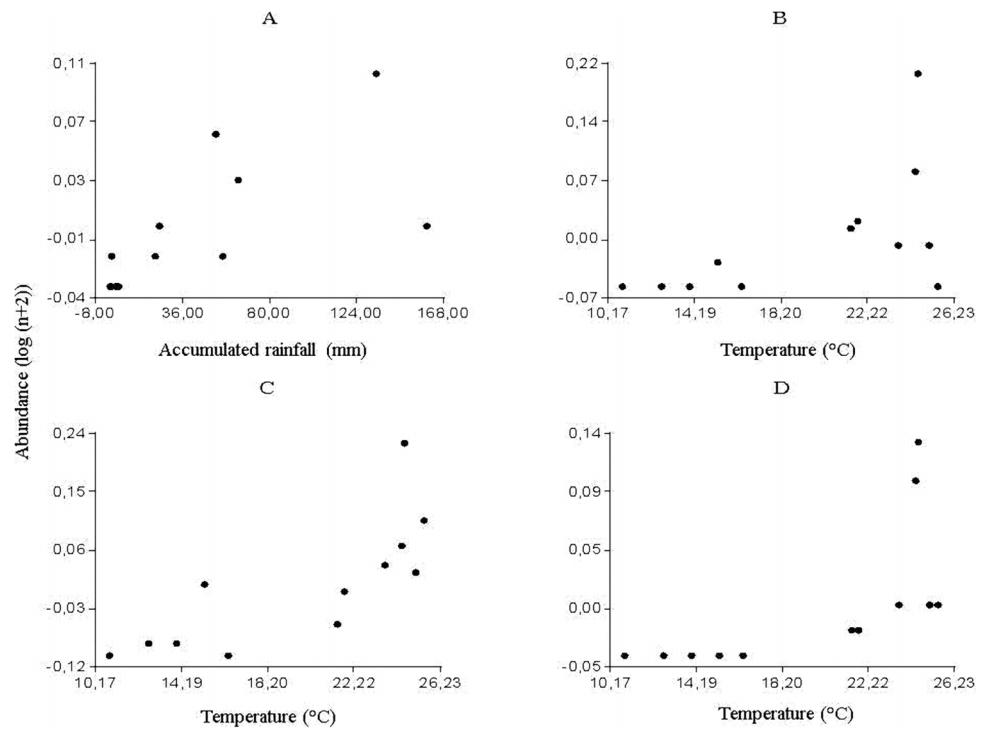 A
0,11
0,07
0,03
-0,01
-0,04
-8,00 36,00 80,00 124,00 168,00
Accumulated rainfall (mm)
B
0,22
0,14
0,07
0,00
-0,07
10,17 14,19 18,20 22,22 26,23
Temperature (°C)
Abundance (log (n+2))
C
0,24
0,15
0,06
-0,03
-0,12
10,17 14,19 18,20 22,22 26,23
Temperature (°C)
D
0,14
0,09
0,05
0,00
-0,05
10,17 14,19 18,20 22,22 26,23
Temperature (°C)